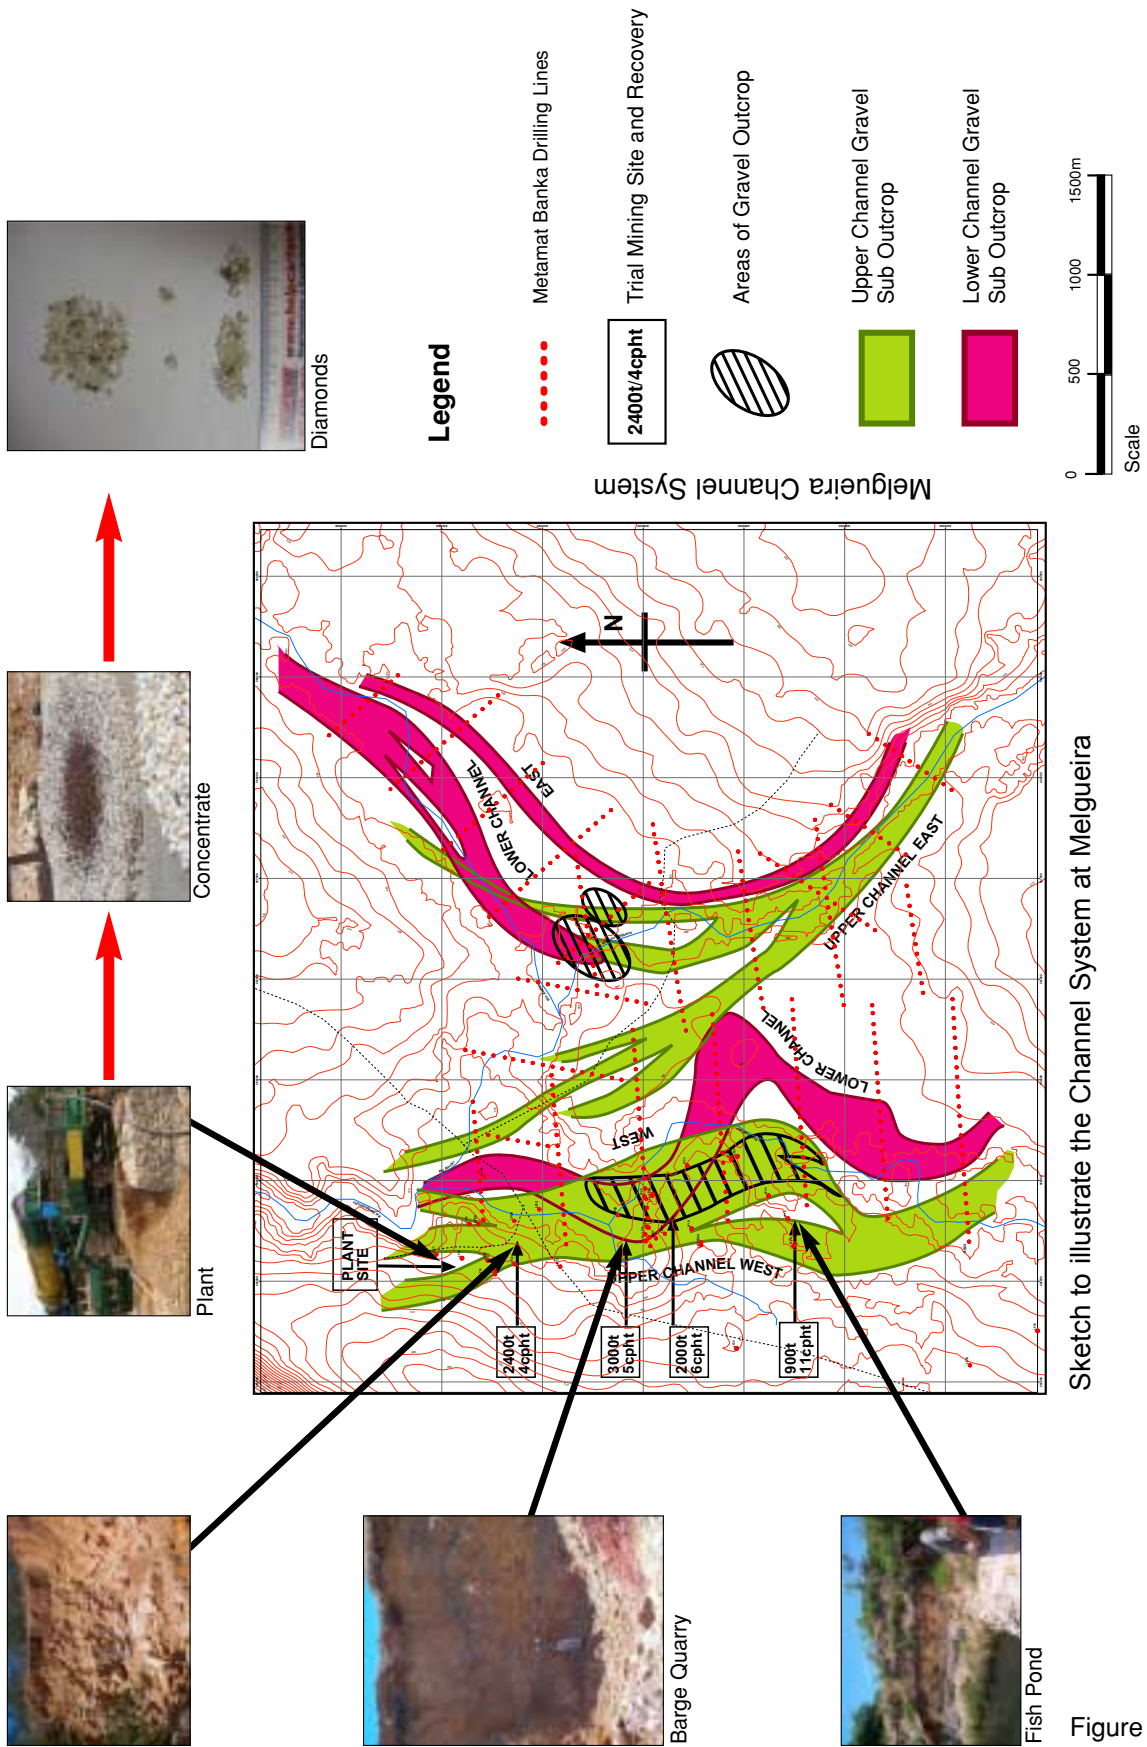 Plant
Concentrate
Diamonds
Barge Quarry
Fish Pond
PLANT
SITE
2400t
4cpht
3000t
5cpht
2000t
6cpht
900t
11cpht
UPPER CHANNEL WEST
WEST
LOWER CHANNEL
LOWER CHANNEL
EAST
UPPER CHANNEL EAST
N
Melgueira Channel System
Legend
Metamat Banka Drilling Lines
2400t/4cpht
Trial Mining Site and Recovery
Areas of Gravel Outcrop
Upper Channel Gravel
Sub Outcrop
Lower Channel Gravel
Sub Outcrop
0 500 1000 1500m
Scale
Figure
Sketch to illustrate the Channel System at Melgueira